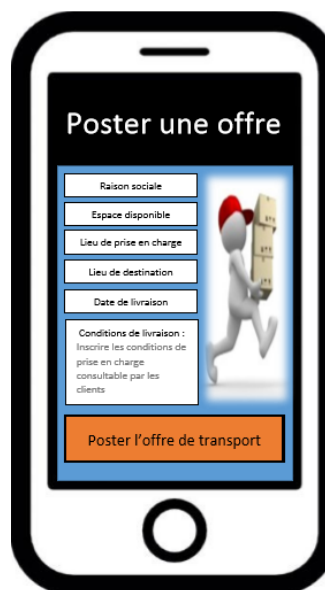 Poster une offre
Raison sociale
Espace disponible
Lieu de prise en charge
Lieu de destination
Date de livraison
Conditions de livraison :
Inscrire les conditions de
prise en charge
consultable par les
clients
Poster l’offre de transport